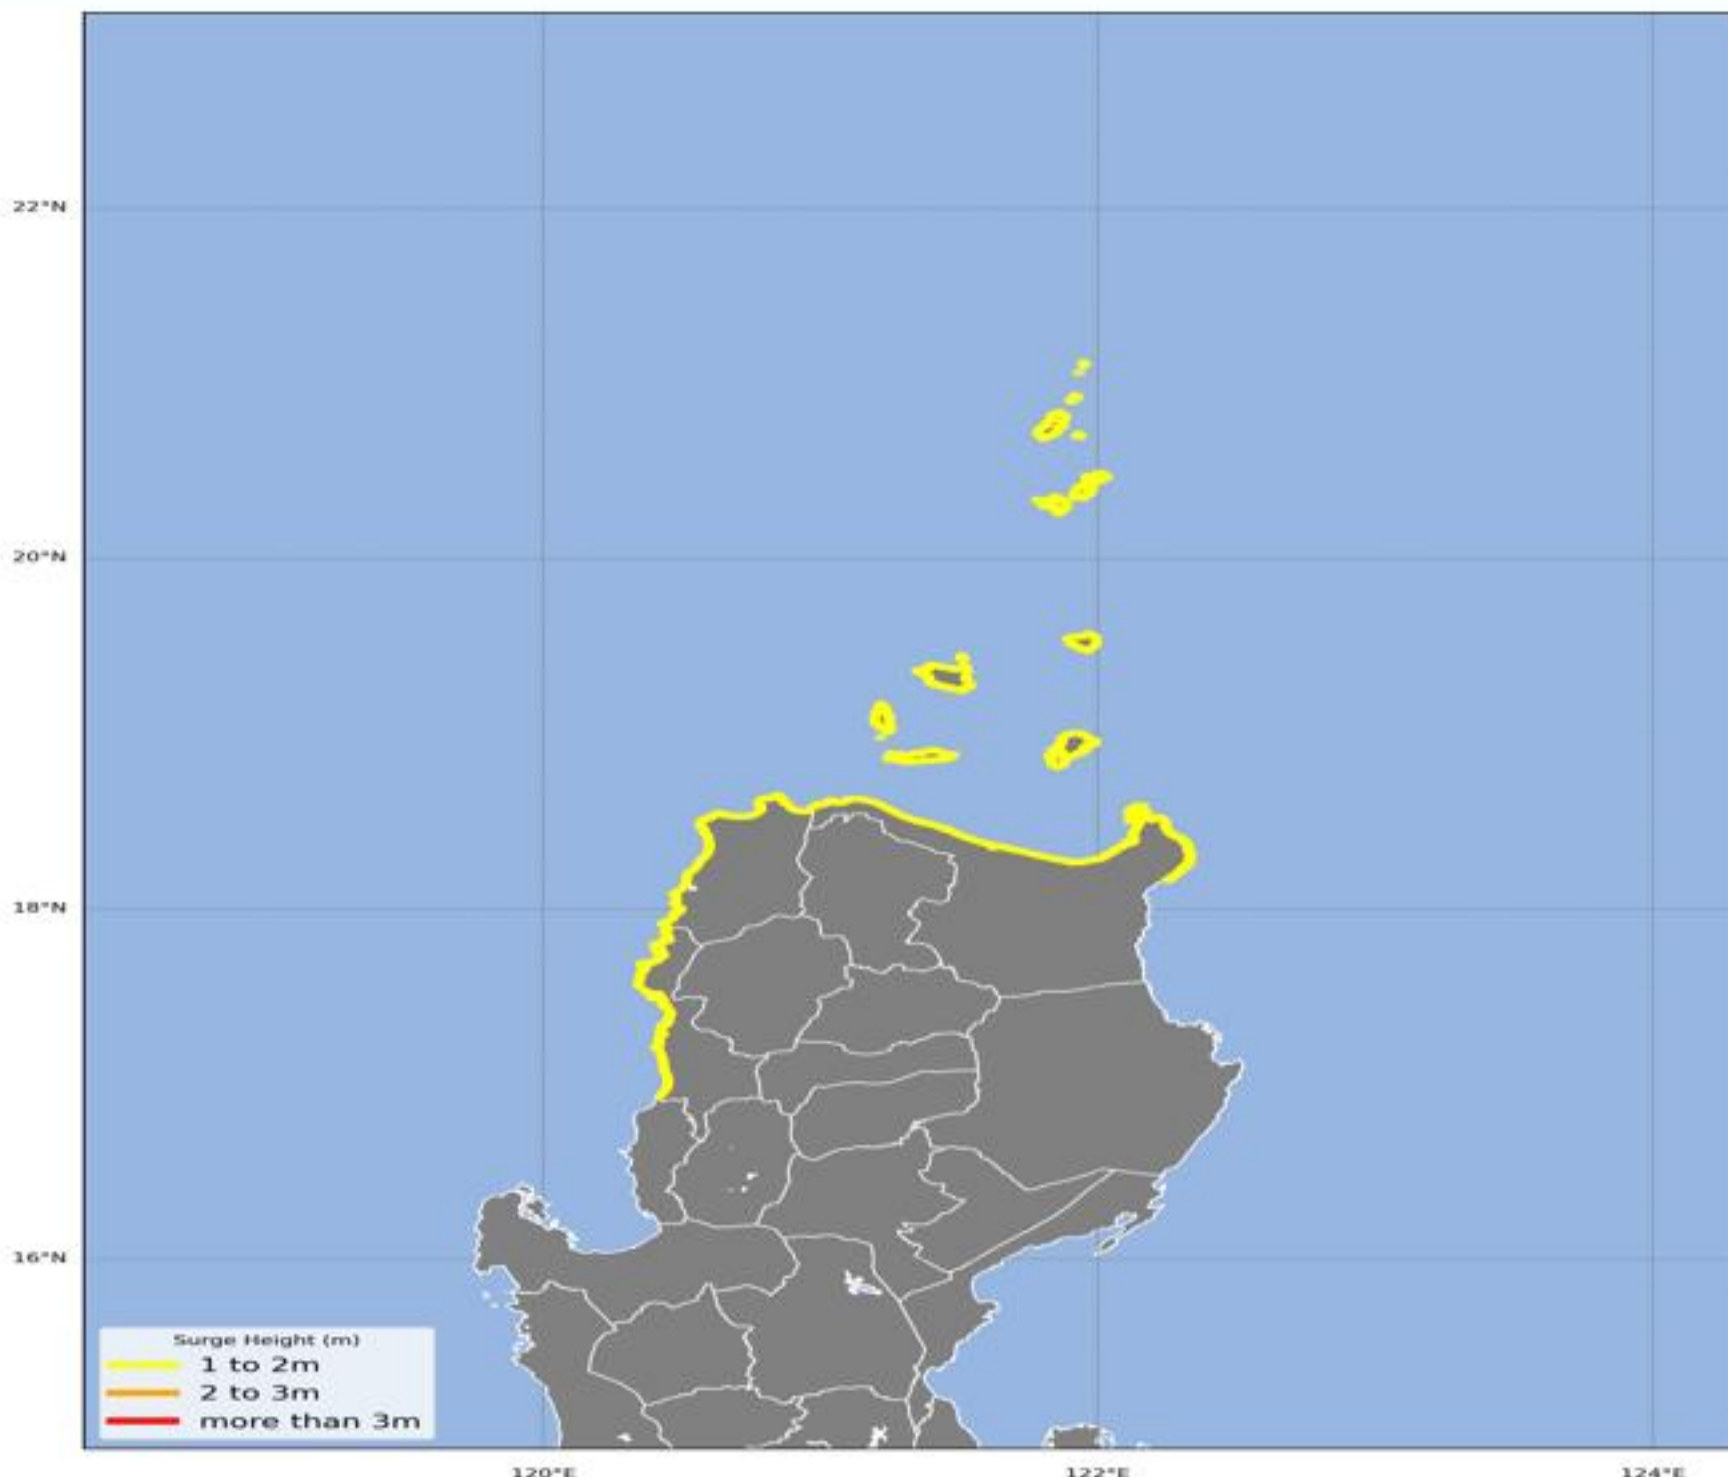 22°N
20°N
18°N
16°N
Surge Height (m)
1 to 2m
2 to 3m
more than 3m
120°E
122°E
124°E